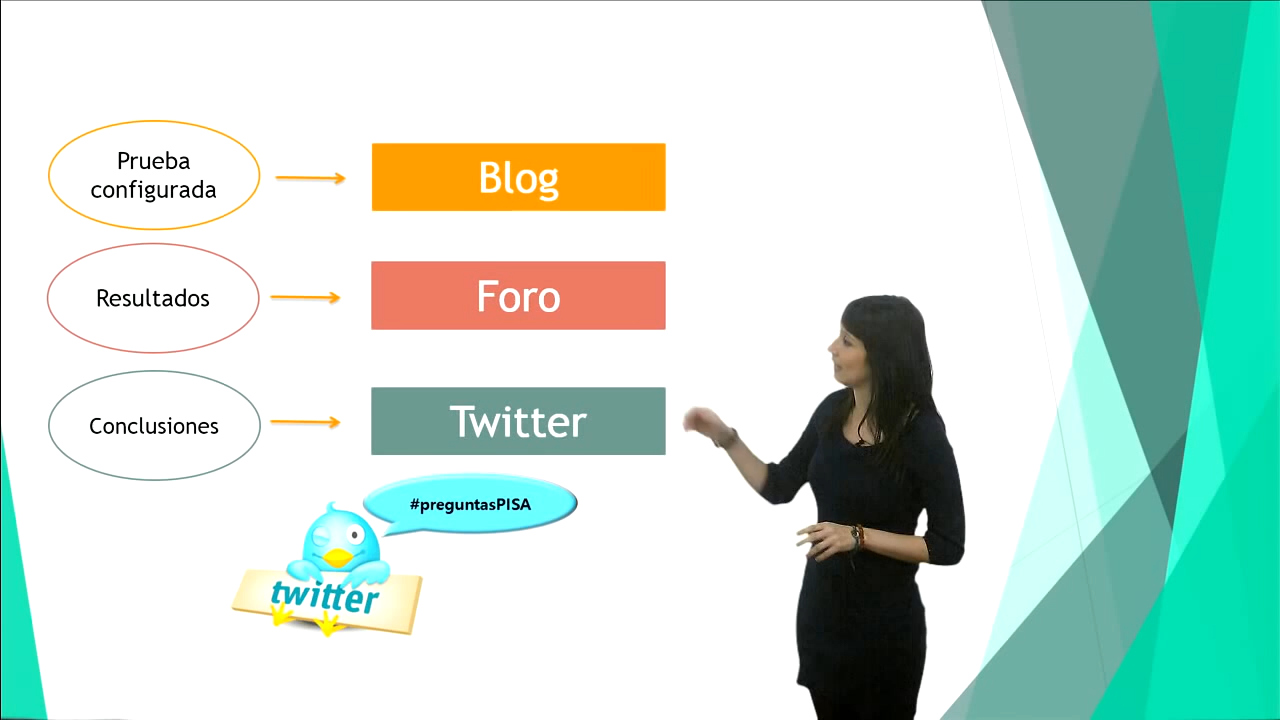 Prueba
configurada
Blog
Resultados
Foro
Conclusiones
Twitter
#preguntasPISA
twitter